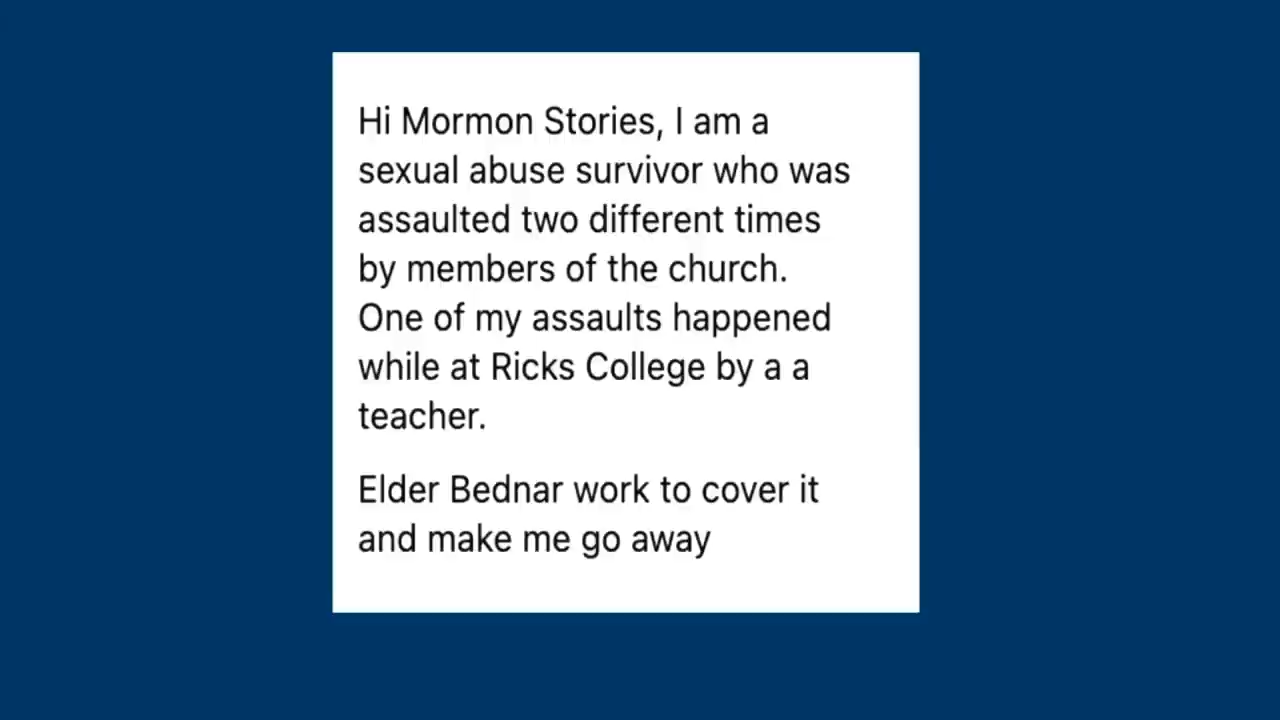 Hi Mormon Stories, I am a
sexual abuse survivor who was
assaulted two different times
by members of the church.
One of my assaults happened
while at Ricks College by a a
teacher.
Elder Bednar work to cover it
and make me go away